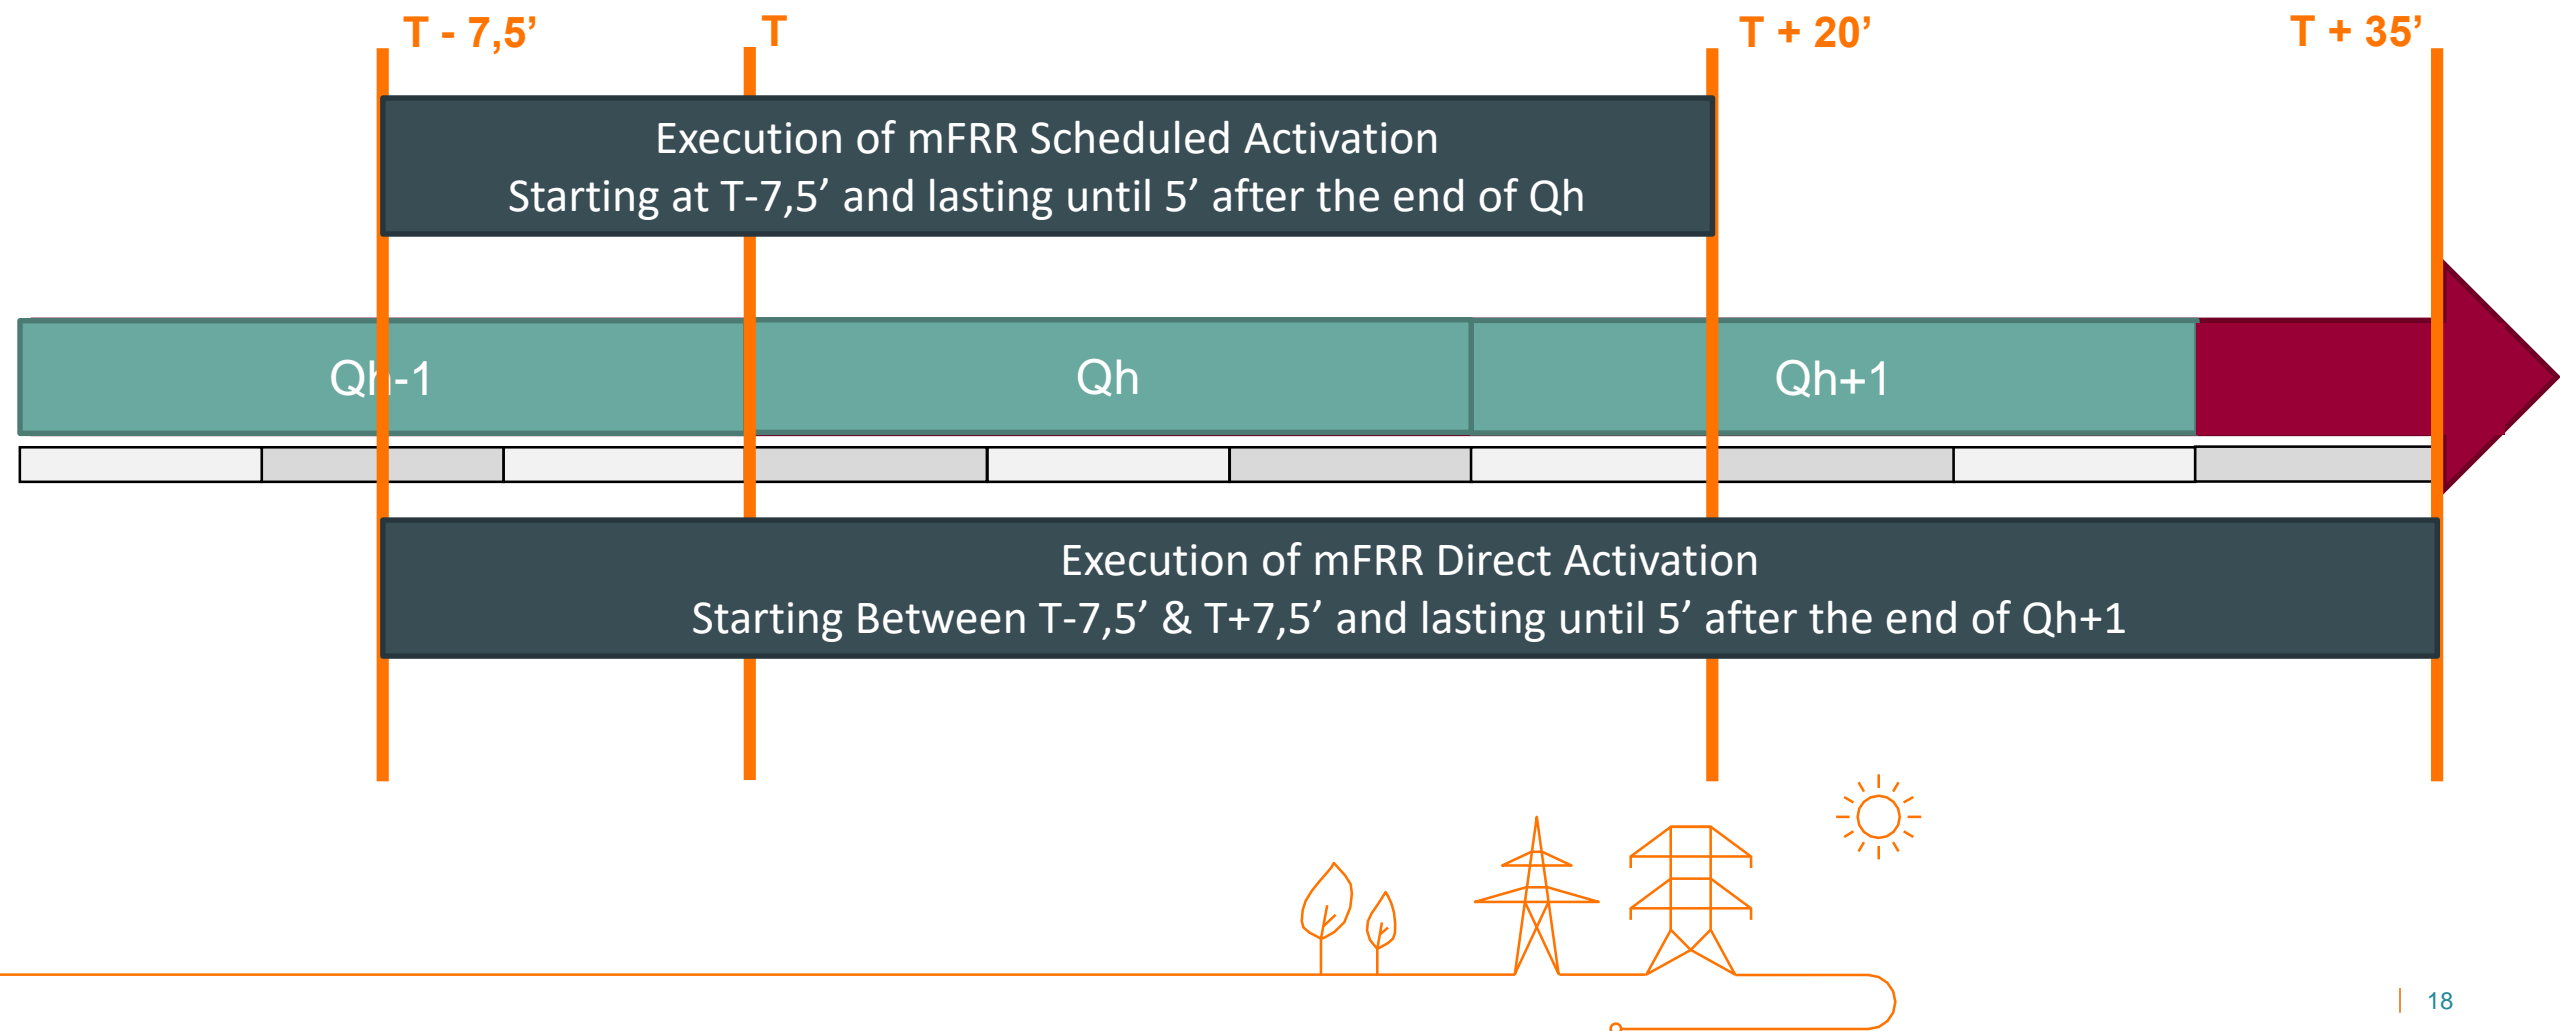 T - 7,5’
T
T + 20’
T + 35’
Execution of mFRR Scheduled Activation
Starting at T-7,5’ and lasting until 5’ after the end of Qh
Qh-1
Qh
Qh+1
Execution of mFRR Direct Activation
Starting Between T-7,5’ & T+7,5’ and lasting until 5’ after the end of Qh+1
18